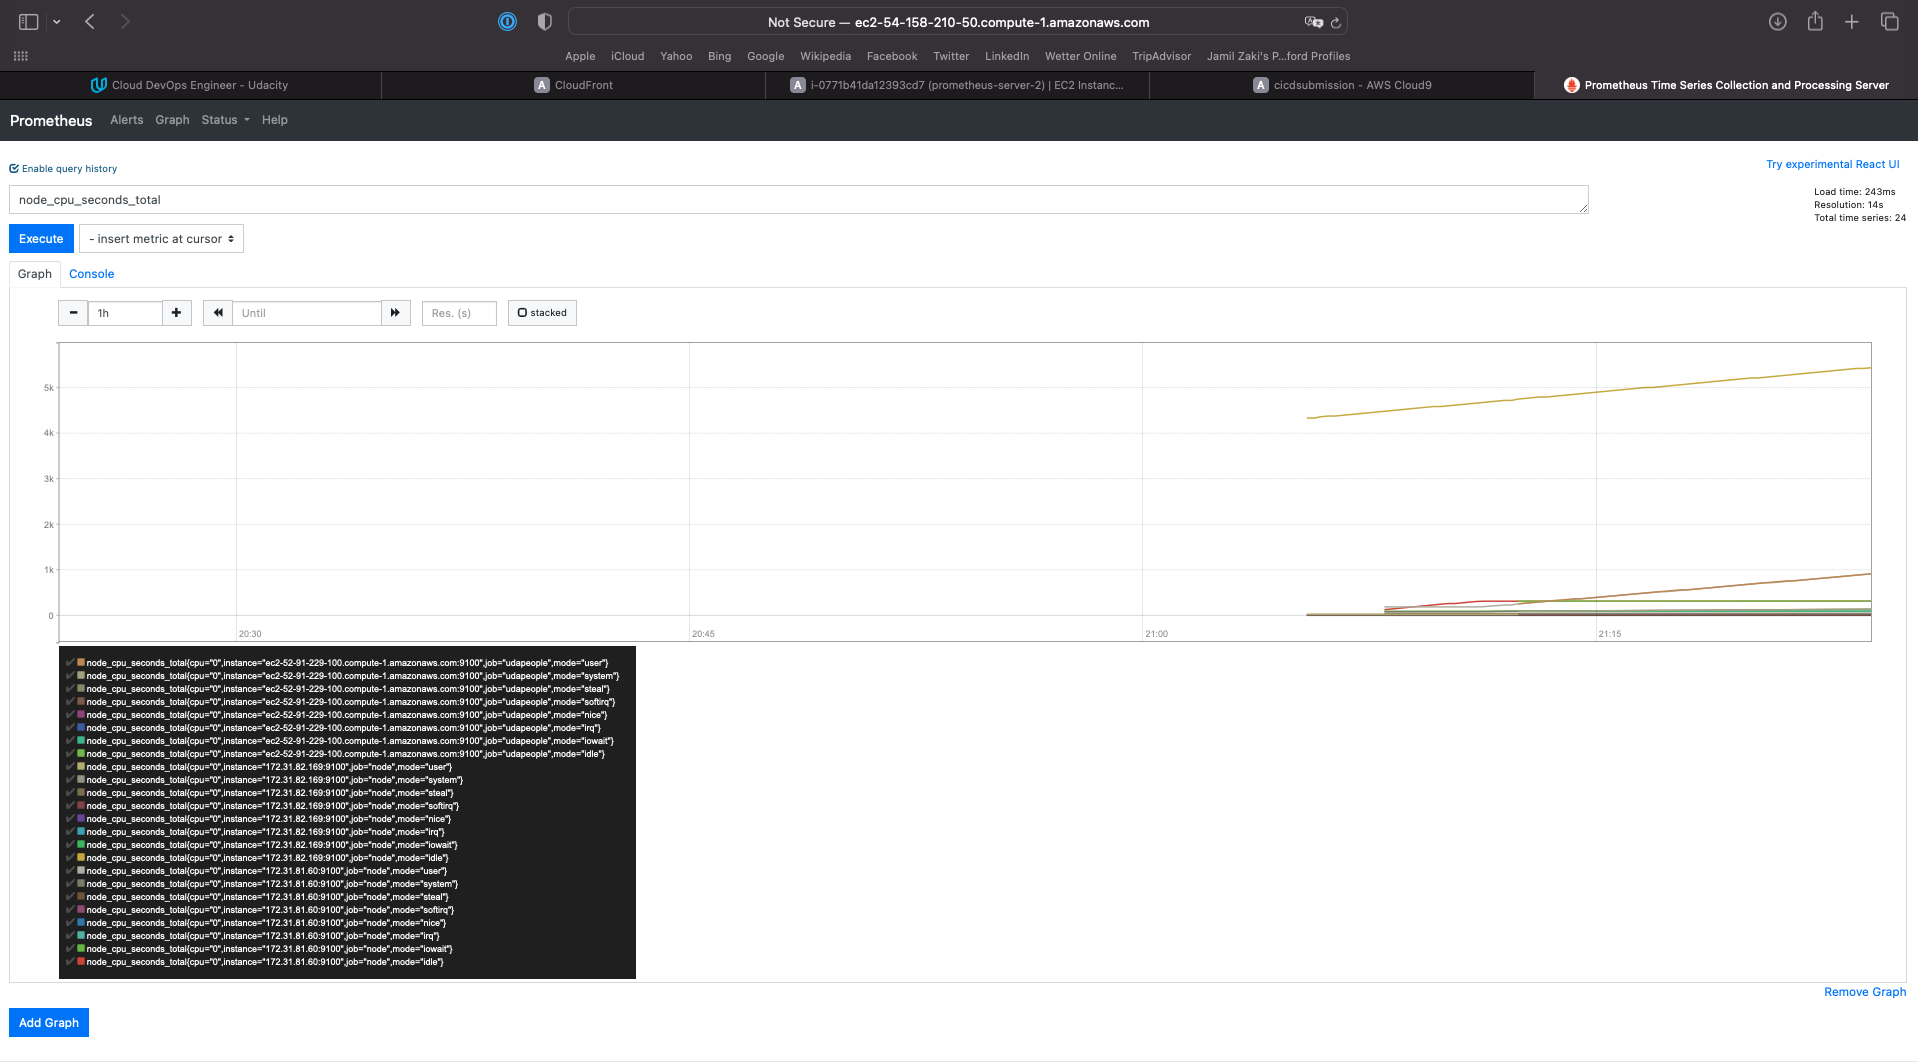 Not Secure — ec2-54-158-210-50.compute-1.amazonaws.com
Apple iCloud Yahoo Bing Google Wikipedia Facebook Twitter LinkedIn Wetter Online TripAdvisor Jamil Zaki's P...ford Profiles
Cloud DevOps Engineer - Udacity
A CloudFront
A i-0771b41da12393cd7 (prometheus-server-2) | EC2 Instanc...
A cicdsubmission - AWS Cloud9
Prometheus Time Series Collection and Processing Server
Prometheus Alerts Graph Status Help
Enable query history
Try experimental React UI
node_cpu_seconds_total
Load time: 243ms
Resolution: 14s
Total time series: 24
Execute
- insert metric at cursor
Graph Console
1h
Until
Res. (s)
stacked
5k
4k
3k
2k
1k
0
20:30 20:45 21:00 21:15
node_cpu_seconds_total{cpu="0",instance="ec2-52-91-229-100.compute-1.amazonaws.com:9100",job="udapeople",mode="user"}
node_cpu_seconds_total{cpu="0",instance="ec2-52-91-229-100.compute-1.amazonaws.com:9100",job="udapeople",mode="system"}
node_cpu_seconds_total{cpu="0",instance="ec2-52-91-229-100.compute-1.amazonaws.com:9100",job="udapeople",mode="steal"}
node_cpu_seconds_total{cpu="0",instance="ec2-52-91-229-100.compute-1.amazonaws.com:9100",job="udapeople",mode="softirq"}
node_cpu_seconds_total{cpu="0",instance="ec2-52-91-229-100.compute-1.amazonaws.com:9100",job="udapeople",mode="nice"}
node_cpu_seconds_total{cpu="0",instance="ec2-52-91-229-100.compute-1.amazonaws.com:9100",job="udapeople",mode="irq"}
node_cpu_seconds_total{cpu="0",instance="ec2-52-91-229-100.compute-1.amazonaws.com:9100",job="udapeople",mode="iowait"}
node_cpu_seconds_total{cpu="0",instance="ec2-52-91-229-100.compute-1.amazonaws.com:9100",job="udapeople",mode="idle"}
node_cpu_seconds_total{cpu="0",instance="172.31.82.169:9100",job="node",mode="user"}
node_cpu_seconds_total{cpu="0",instance="172.31.82.169:9100",job="node",mode="system"}
node_cpu_seconds_total{cpu="0",instance="172.31.82.169:9100",job="node",mode="steal"}
node_cpu_seconds_total{cpu="0",instance="172.31.82.169:9100",job="node",mode="softirq"}
node_cpu_seconds_total{cpu="0",instance="172.31.82.169:9100",job="node",mode="nice"}
node_cpu_seconds_total{cpu="0",instance="172.31.82.169:9100",job="node",mode="irq"}
node_cpu_seconds_total{cpu="0",instance="172.31.82.169:9100",job="node",mode="iowait"}
node_cpu_seconds_total{cpu="0",instance="172.31.82.169:9100",job="node",mode="idle"}
node_cpu_seconds_total{cpu="0",instance="172.31.81.60:9100",job="node",mode="user"}
node_cpu_seconds_total{cpu="0",instance="172.31.81.60:9100",job="node",mode="system"}
node_cpu_seconds_total{cpu="0",instance="172.31.81.60:9100",job="node",mode="steal"}
node_cpu_seconds_total{cpu="0",instance="172.31.81.60:9100",job="node",mode="softirq"}
node_cpu_seconds_total{cpu="0",instance="172.31.81.60:9100",job="node",mode="nice"}
node_cpu_seconds_total{cpu="0",instance="172.31.81.60:9100",job="node",mode="irq"}
node_cpu_seconds_total{cpu="0",instance="172.31.81.60:9100",job="node",mode="iowait"}
node_cpu_seconds_total{cpu="0",instance="172.31.81.60:9100",job="node",mode="idle"}
Remove Graph
Add Graph